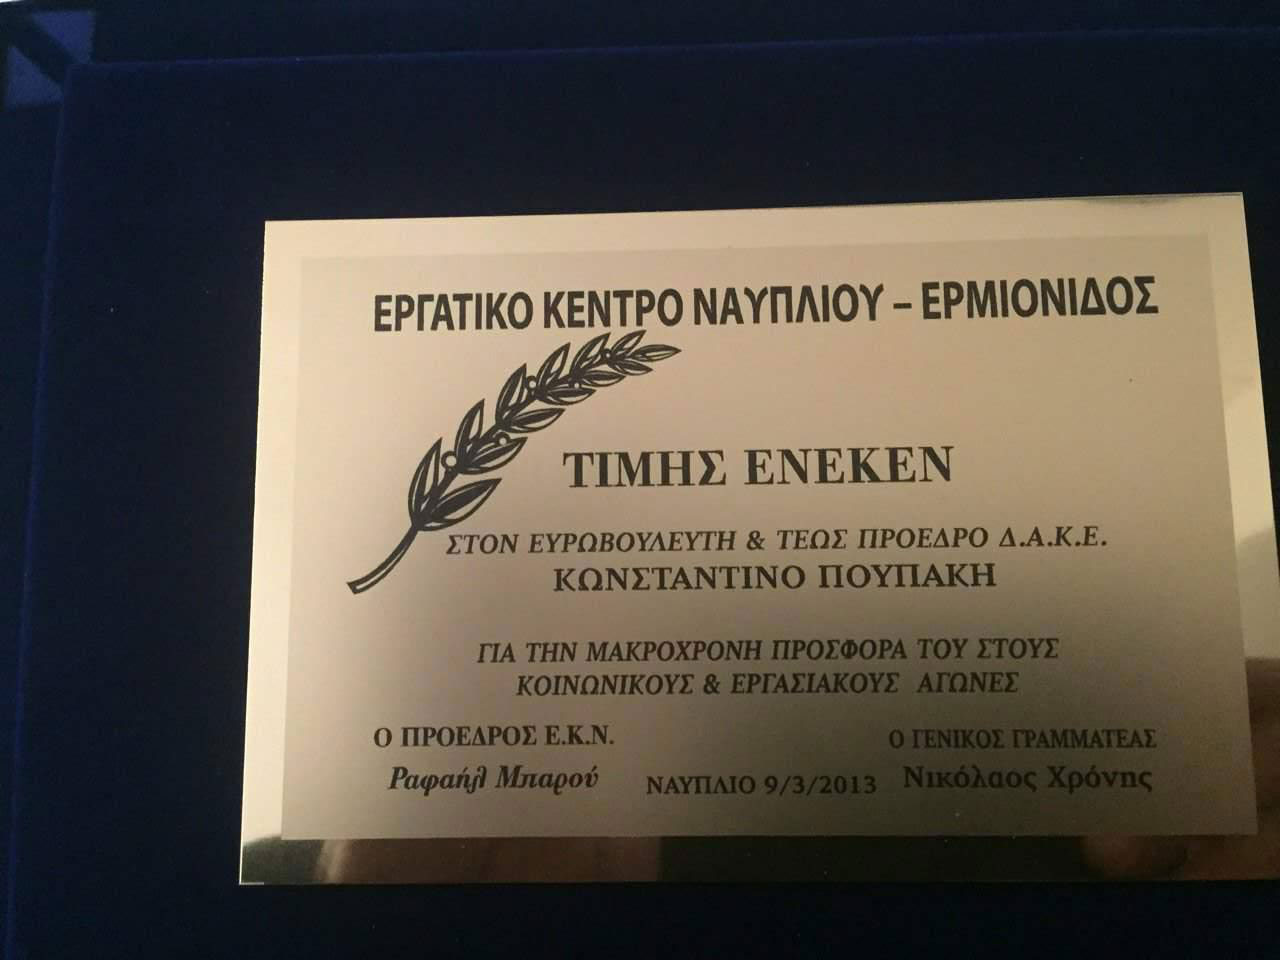 ΕΡΓΑΤΙΚΟ ΚΕΝΤΡΟ ΝΑΥΠΛΙΟΥ – ΕΡΜΙΟΝΙΔΟΣ
ΤΙΜΗΣ ΕΝΕΚΕΝ
ΣΤΟΝ ΕΥΡΩΒΟΥΛΕΥΤΗ & ΤΕΩΣ ΠΡΟΕΔΡΟ Δ.Α.Κ.Ε.
ΚΩΝΣΤΑΝΤΙΝΟ ΠΟΥΠΑΚΗ
ΓΙΑ ΤΗΝ ΜΑΚΡΟΧΡΟΝΗ ΠΡΟΣΦΟΡΑ ΤΟΥ ΣΤΟΥΣ
ΚΟΙΝΩΝΙΚΟΥΣ & ΕΡΓΑΣΙΑΚΟΥΣ ΑΓΩΝΕΣ
Ο ΠΡΟΕΔΡΟΣ Ε.Κ.Ν.
Ραφαήλ Μπαρού
ΝΑΥΠΛΙΟ 9/3/2013
Ο ΓΕΝΙΚΟΣ ΓΡΑΜΜΑΤΕΑΣ
Νικόλαος Χρόνης